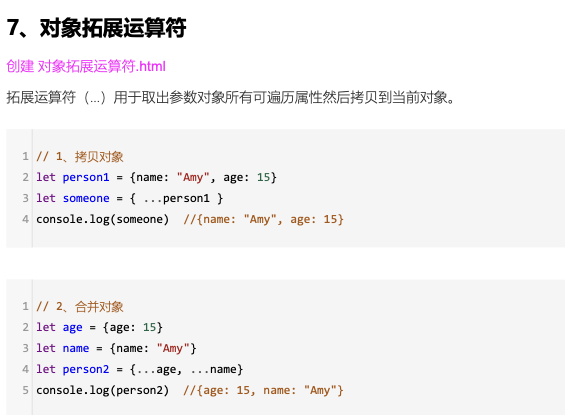 7、对象拓展运算符
创建 对象拓展运算符.html
拓展运算符（...）用于取出参数对象所有可遍历属性然后拷贝到当前对象。
1 // 1、拷贝对象
2 let person1 = {name: "Amy", age: 15}
3 let someone = { ...person1 }
4 console.log(someone)  //{name: "Amy", age: 15}
1 // 2、合并对象
2 let age = {age: 15}
3 let name = {name: "Amy"}
4 let person2 = {...age, ...name}
5 console.log(person2)  //{age: 15, name: "Amy"}